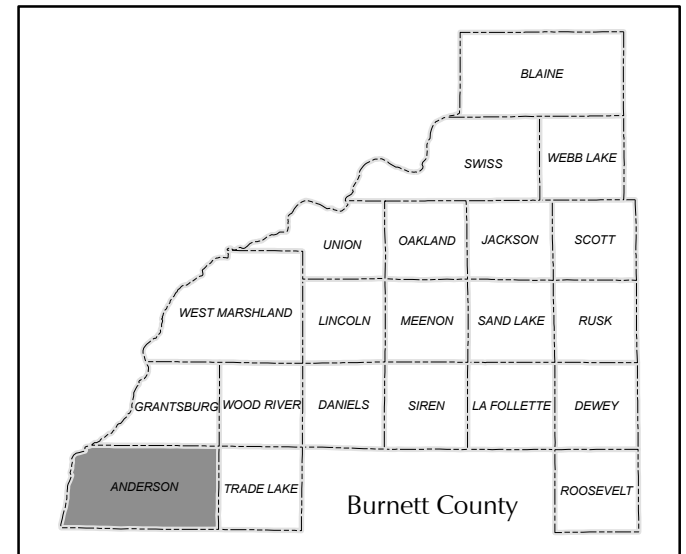 BLAINE
SWISS
WEBB LAKE
UNION
OAKLAND
JACKSON
SCOTT
WEST MARSHLAND
LINCOLN
MEENON
SAND LAKE
RUSK
GRANTSBURG
WOOD RIVER
DANIELS
SIREN
LA FOLLETTE
DEWEY
ANDERSON
TRADE LAKE
Burnett County
ROOSEVELT